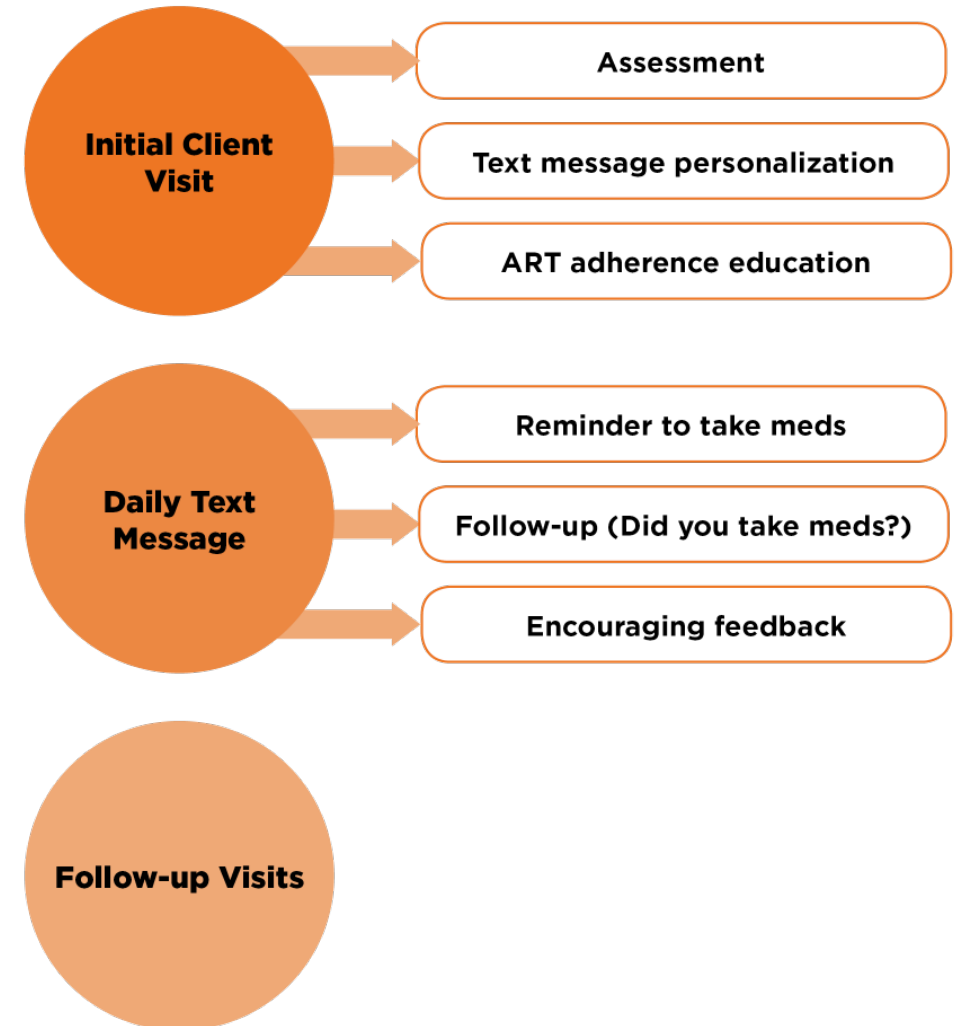 Initial Client
Visit
Assessment
Text message personalization
ART adherence education
Daily Text
Message
Reminder to take meds
Follow-up (Did you take meds?)
Encouraging feedback
Follow-up Visits